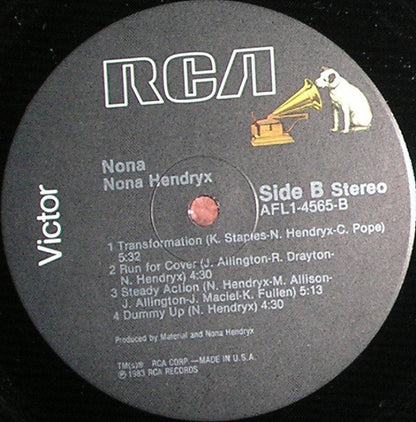 RCA
Nona
Nona Hendryx
Side B Stereo
AFL1-4565-B
Victor
1 Transformation (K. Staples-N. Hendryx-C. Pope)
5:32
2 Run for Cover (J. Allington-R. Drayton-
N. Hendryx) 4:30
3 Steady Action (N. Hendryx-M. Allison-
J. Allington-J. Maciel-K. Fullen) 5:13
4 Dummy Up (N. Hendryx) 4:30
Produced by Material and Nona Hendryx
TM(s)® RCA CORP.—MADE IN U.S.A.
℗ 1983 RCA RECORDS